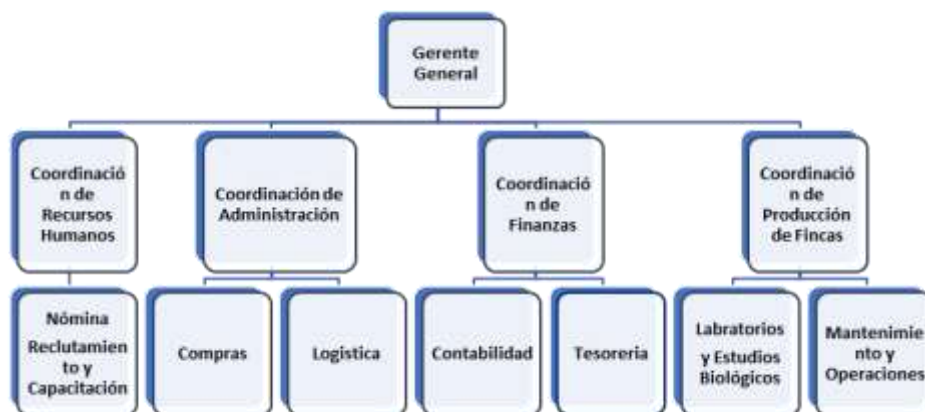 Gerente
General
Coordinació
n de
Recursos
Humanos
Coordinación de
Administración
Coordinació
n de
Finanzas
Coordinació
n de
Producción
de Fincas
Nómina
Reclutamien
to y
Capacitación
Compras
Logística
Contabilidad
Tesoreria
Labratorios
y Estudios
Biológicos
Mantenimie
nto y
Operaciones